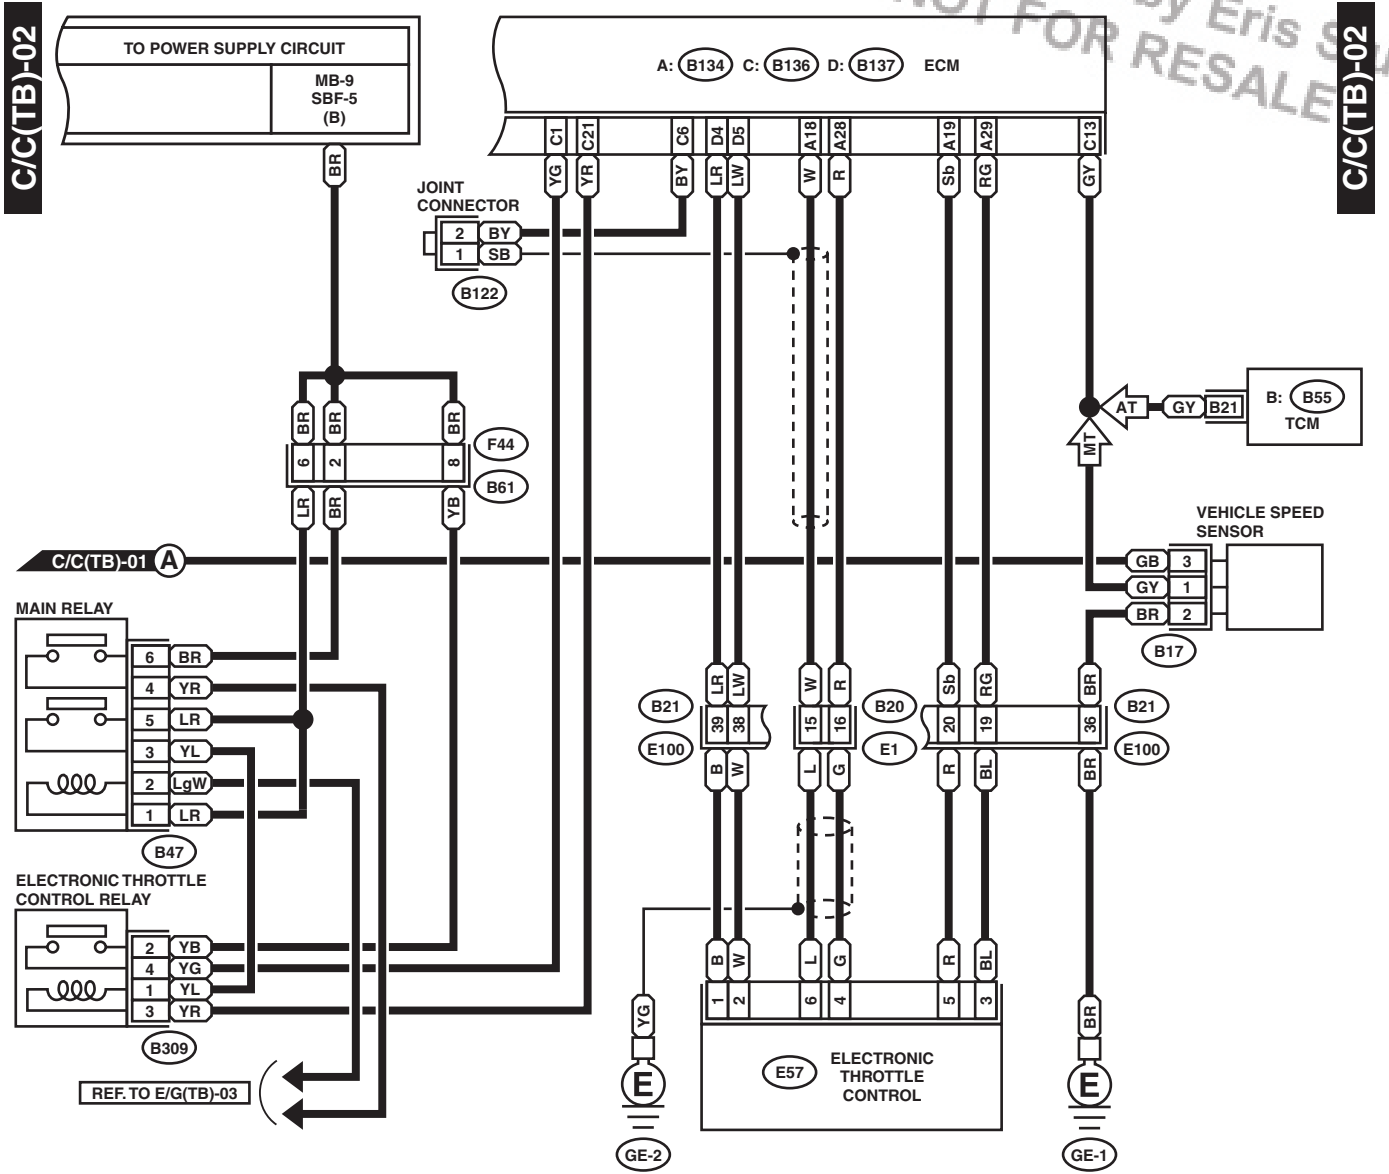 by Eris Stu
NOT FOR RESALE
C/C(TB)-02
C/C(TB)-02
TO POWER SUPPLY CIRCUIT
MB-9
SBF-5
(B)
A: B134 C: B136 D: B137 ECM
C1 C21 C6 D4 D5 A18 A28 A19 A29 C13
BR YG YR BY LR LW W R Sb RG GY
JOINT
CONNECTOR
2 BY
1 SB
B122
BR BR BR
6 2 8
F44
B61
LR BR YB
AT GY B21
B: B55
TCM
MT
VEHICLE SPEED
SENSOR
C/C(TB)-01 A
GB 3
GY 1
BR 2
B17
MAIN RELAY
6 BR
4 YR
5 LR
3 YL
2 LgW
1 LR
B47
LR LW W R Sb RG BR
B21 39 38 15 16 B20 20 19 36 B21
E100 E1 E100
B W L G R BL BR
ELECTRONIC THROTTLE
CONTROL RELAY
2 YB
4 YG
1 YL
3 YR
B309
B W L G R BL
1 2 6 4 5 3
YG BR
REF. TO E/G(TB)-03
E
GE-2
E57
ELECTRONIC
THROTTLE
CONTROL
E
GE-1